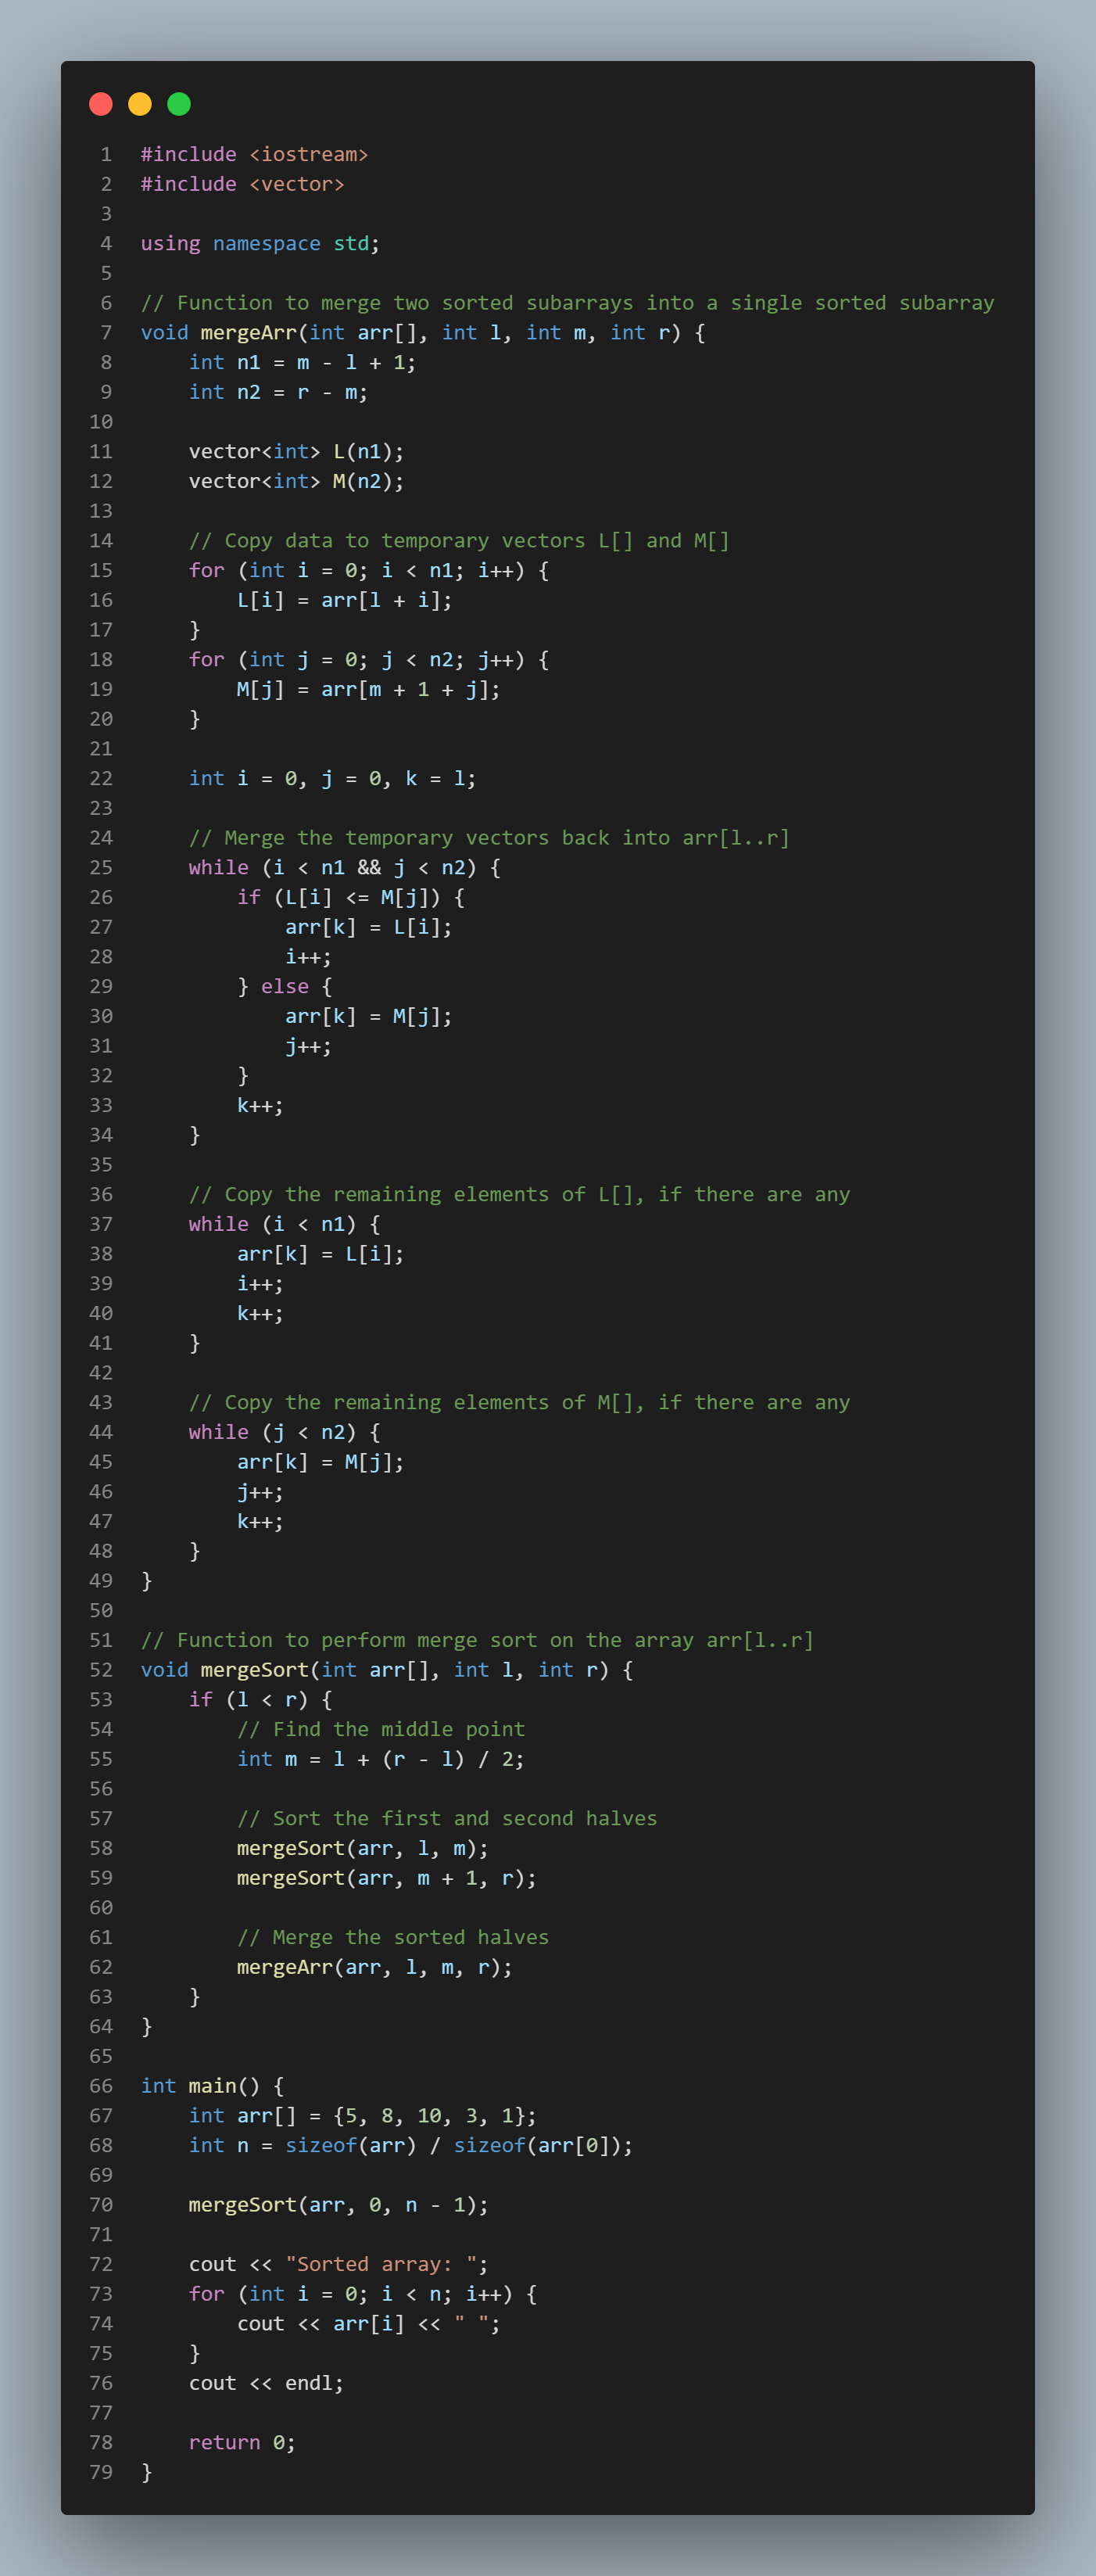 1 #include <iostream>
2 #include <vector>
3
4 using namespace std;
5
6 // Function to merge two sorted subarrays into a single sorted subarray
7 void mergeArr(int arr[], int l, int m, int r) {
8     int n1 = m - l + 1;
9     int n2 = r - m;
10
11     vector<int> L(n1);
12     vector<int> M(n2);
13
14     // Copy data to temporary vectors L[] and M[]
15     for (int i = 0; i < n1; i++) {
16         L[i] = arr[l + i];
17     }
18     for (int j = 0; j < n2; j++) {
19         M[j] = arr[m + 1 + j];
20     }
21
22     int i = 0, j = 0, k = l;
23
24     // Merge the temporary vectors back into arr[l..r]
25     while (i < n1 && j < n2) {
26         if (L[i] <= M[j]) {
27             arr[k] = L[i];
28             i++;
29         } else {
30             arr[k] = M[j];
31             j++;
32         }
33         k++;
34     }
35
36     // Copy the remaining elements of L[], if there are any
37     while (i < n1) {
38         arr[k] = L[i];
39         i++;
40         k++;
41     }
42
43     // Copy the remaining elements of M[], if there are any
44     while (j < n2) {
45         arr[k] = M[j];
46         j++;
47         k++;
48     }
49 }
50
51 // Function to perform merge sort on the array arr[l..r]
52 void mergeSort(int arr[], int l, int r) {
53     if (l < r) {
54         // Find the middle point
55         int m = l + (r - l) / 2;
56
57         // Sort the first and second halves
58         mergeSort(arr, l, m);
59         mergeSort(arr, m + 1, r);
60
61         // Merge the sorted halves
62         mergeArr(arr, l, m, r);
63     }
64 }
65
66 int main() {
67     int arr[] = {5, 8, 10, 3, 1};
68     int n = sizeof(arr) / sizeof(arr[0]);
69
70     mergeSort(arr, 0, n - 1);
71
72     cout << "Sorted array: ";
73     for (int i = 0; i < n; i++) {
74         cout << arr[i] << " ";
75     }
76     cout << endl;
77
78     return 0;
79 }